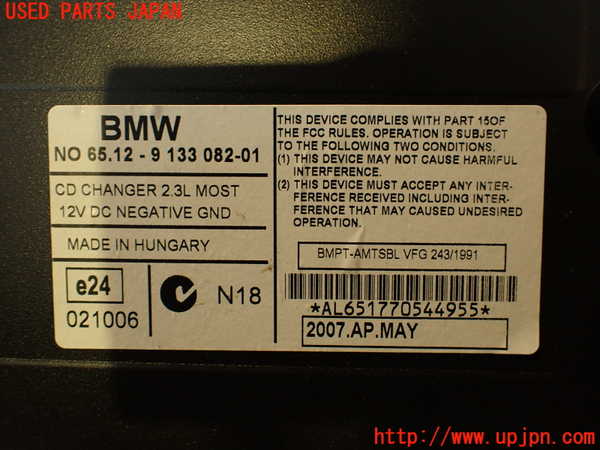 USED PARTS JAPAN
BMW
NO 65.12 - 9 133 082-01
CD CHANGER 2.3L MOST
12V DC NEGATIVE GND
MADE IN HUNGARY
e24
021006
N18
THIS DEVICE COMPLIES WITH PART 15OF
THE FCC RULES. OPERATION IS SUBJECT
TO THE FOLLOWING TWO CONDITIONS.
(1) THIS DEVICE MAY NOT CAUSE HARMFUL
INTERFERENCE.
(2) THIS DEVICE MUST ACCEPT ANY INTER-
FERENCE RECEIVED INCLUDING INTER-
FERENCE THAT MAY CAUSE UNDESIRED
OPERATION.
BMPT-AMTSBL VFG 243/1991
*AL651770544955*
2007.AP.MAY
http://www.upjpn.com/